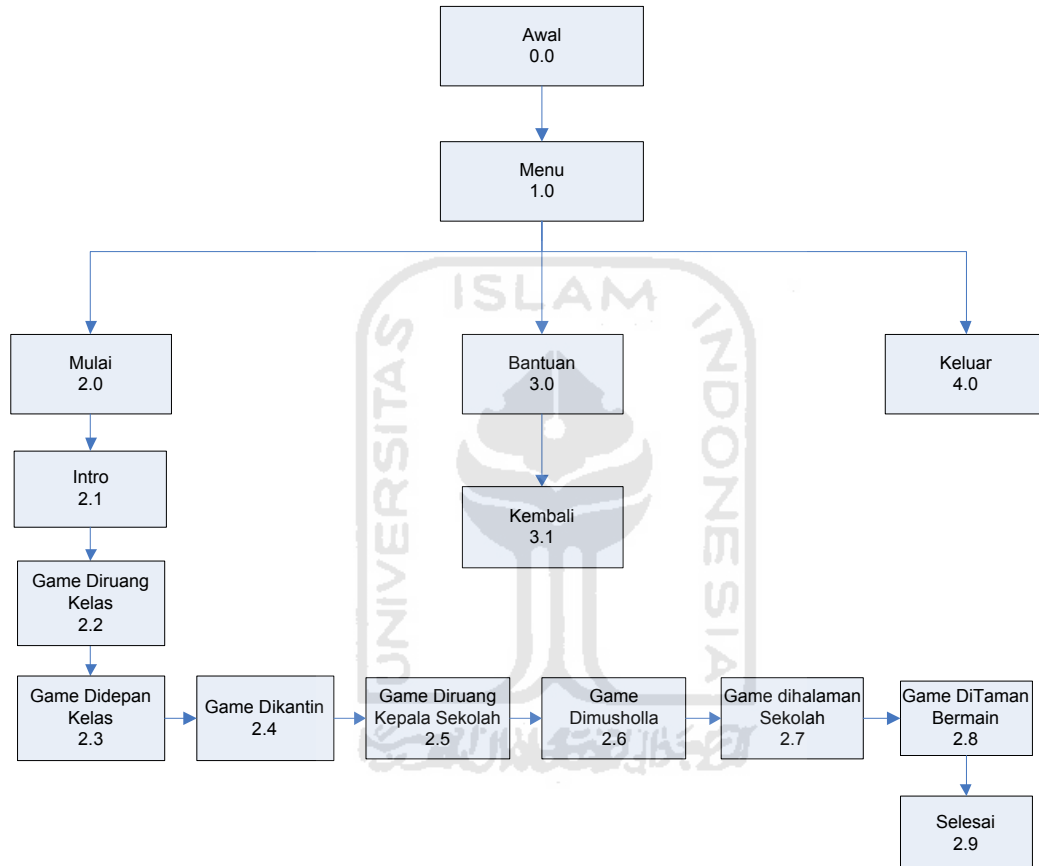 Awal
0.0
Menu
1.0
Mulai
2.0
Bantuan
3.0
Keluar
4.0
Intro
2.1
Kembali
3.1
Game Diruang
Kelas
2.2
Game Didepan
Kelas
2.3
Game Dikantin
2.4
Game Diruang
Kepala Sekolah
2.5
Game
Dimusholla
2.6
Game dihalaman
Sekolah
2.7
Game DiTaman
Bermain
2.8
Selesai
2.9
UNIVERSITAS
ISLAM
INDONESIA